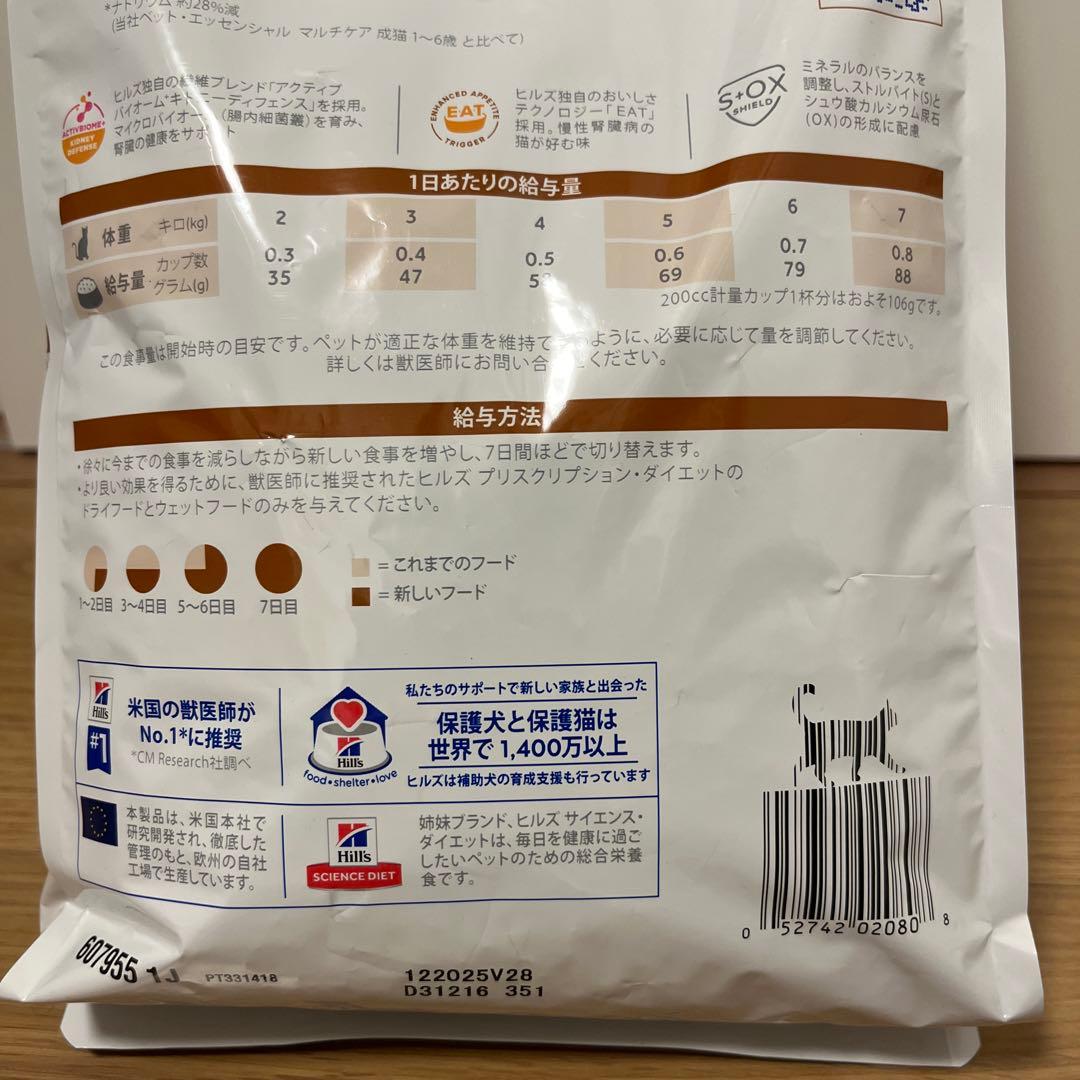 *ナトリウム 約28%減
(当社ベット・エッセンシャル マルチケア 成猫 1〜6歳 と比べて)
ACTIVBIOME+
KIDNEY
DEFENSE
ヒルズ独自の繊維ブレンド「アクティブ
バイオーム+キドニーディフェンス」を採用。
マイクロバイオーム(腸内細菌叢)を育み、
腎臓の健康をサポート
ENHANCED APPETITE
EAT
TRIGGER
ヒルズ独自のおいしさ
テクノロジー「EAT」
採用。慢性腎臓病の
猫が好む味
S+OX
SHIELD
ミネラルのバランスを
調整し、ストルバイト(S)と
シュウ酸カルシウム尿石
(OX)の形成に配慮
1日あたりの給与量
体重 キロ(kg) 2 3 4 5 6 7
給与量 カップ数 0.3 0.4 0.5 0.6 0.7 0.8
グラム(g) 35 47 69 79 88
200cc計量カップ1杯分はおよそ106gです。
この食事量は開始時の目安です。ペットが適正な体重を維持できるように、必要に応じて量を調節してください。
詳しくは獣医師にお問い合わせください。
給与方法
・徐々に今までの食事を減らしながら新しい食事を増やし、7日間ほどで切り替えます。
・より良い効果を得るために、獣医師に推奨されたヒルズ プリスクリプション・ダイエットの
ドライフードとウェットフードのみを与えてください。
1〜2日目 3〜4日目 5〜6日目 7日目
= これまでのフード
= 新しいフード
Hill's
#1
米国の獣医師が
No.1*に推奨
*CM Research社調べ
Hill's
food・shelter・love
私たちのサポートで新しい家族と出会った
保護犬と保護猫は
世界で 1,400万以上
ヒルズは補助犬の育成支援も行っています
本製品は、米国本社で
研究開発され、徹底した
管理のもと、欧州の自社
工場で生産しています。
Hill's
SCIENCE DIET
姉妹ブランド、ヒルズ サイエンス・
ダイエットは、毎日を健康に過ご
したいペットのための総合栄養
食です。
0 52742 02080 8
607955 1J PT331418
122025V28
D31216 351